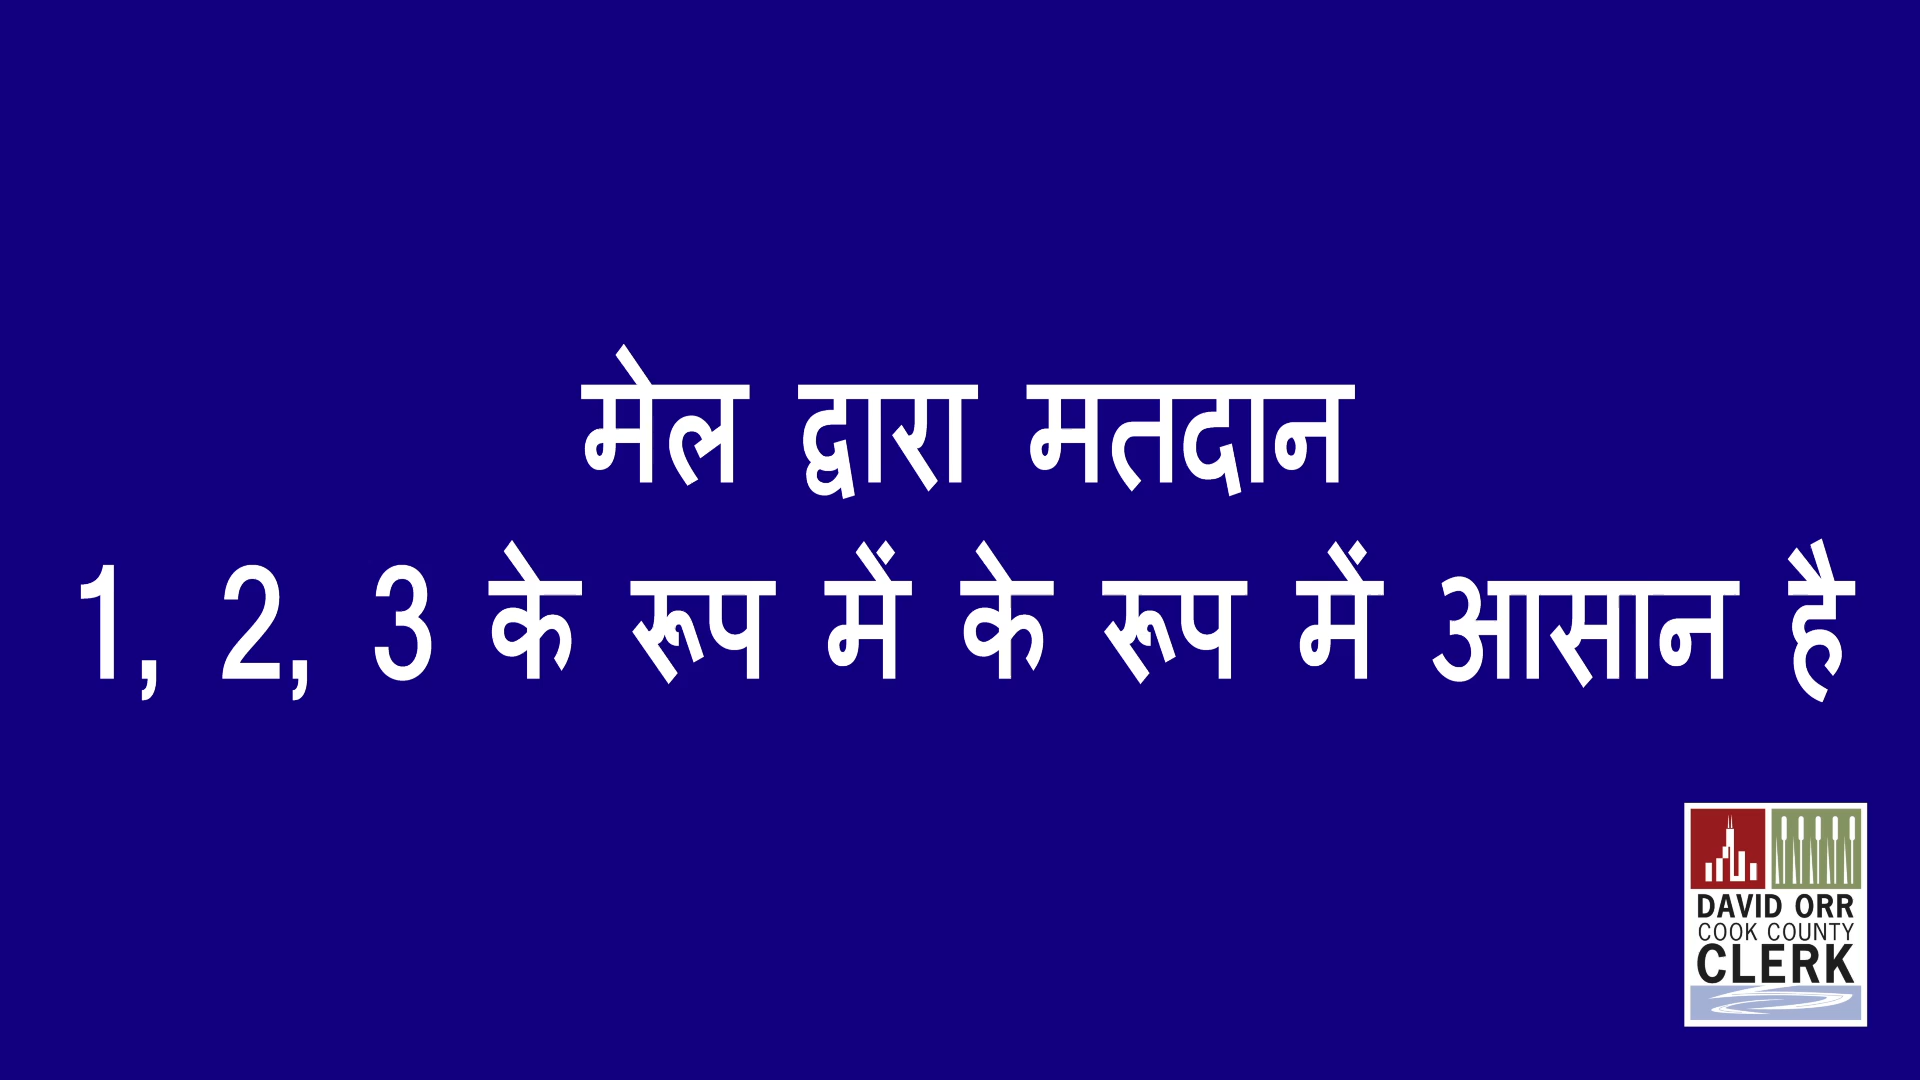 मेल द्वारा मतदान
1, 2, 3 के रूप में के रूप में आसान है
DAVID ORR
COOK COUNTY
CLERK